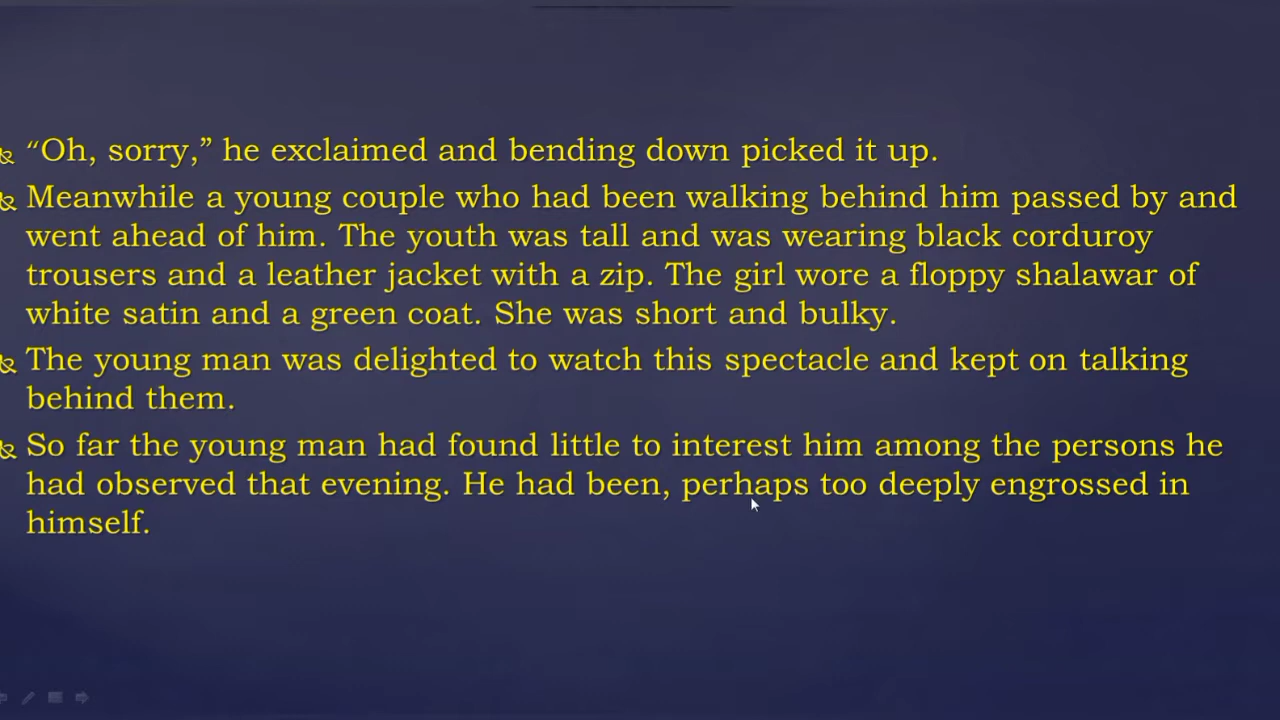 “Oh, sorry,” he exclaimed and bending down picked it up.
Meanwhile a young couple who had been walking behind him passed by and
went ahead of him. The youth was tall and was wearing black corduroy
trousers and a leather jacket with a zip. The girl wore a floppy shalawar of
white satin and a green coat. She was short and bulky.
The young man was delighted to watch this spectacle and kept on talking
behind them.
So far the young man had found little to interest him among the persons he
had observed that evening. He had been, perhaps too deeply engrossed in
himself.